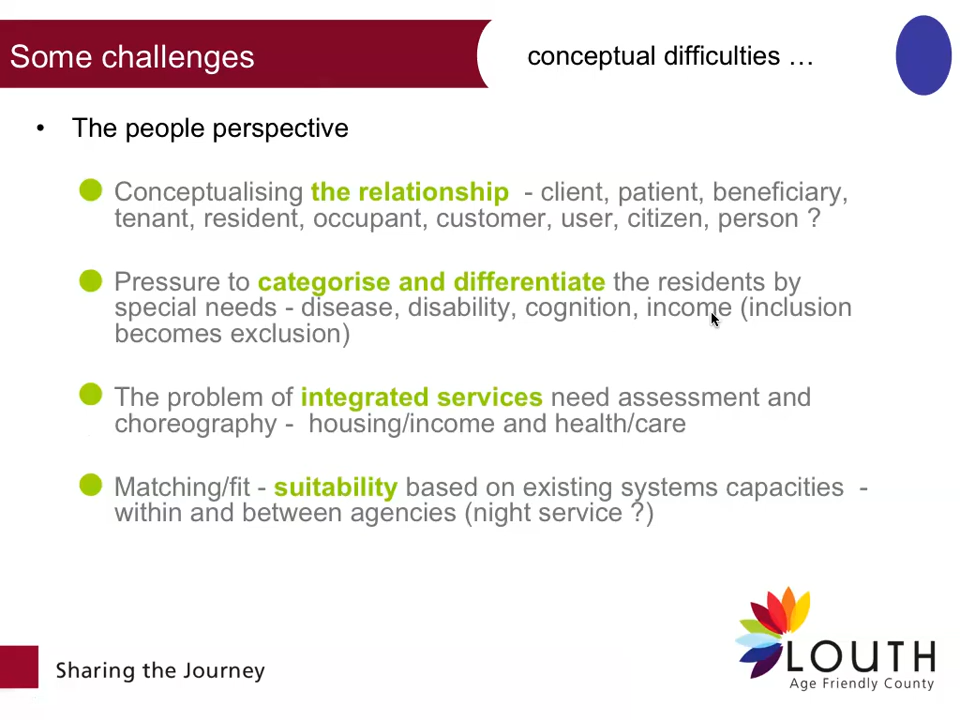 Some challenges
conceptual difficulties …
• The people perspective
Conceptualising the relationship - client, patient, beneficiary,
tenant, resident, occupant, customer, user, citizen, person ?
Pressure to categorise and differentiate the residents by
special needs - disease, disability, cognition, income (inclusion
becomes exclusion)
The problem of integrated services need assessment and
choreography - housing/income and health/care
Matching/fit - suitability based on existing systems capacities -
within and between agencies (night service ?)
Sharing the Journey
LOUTH
Age Friendly County